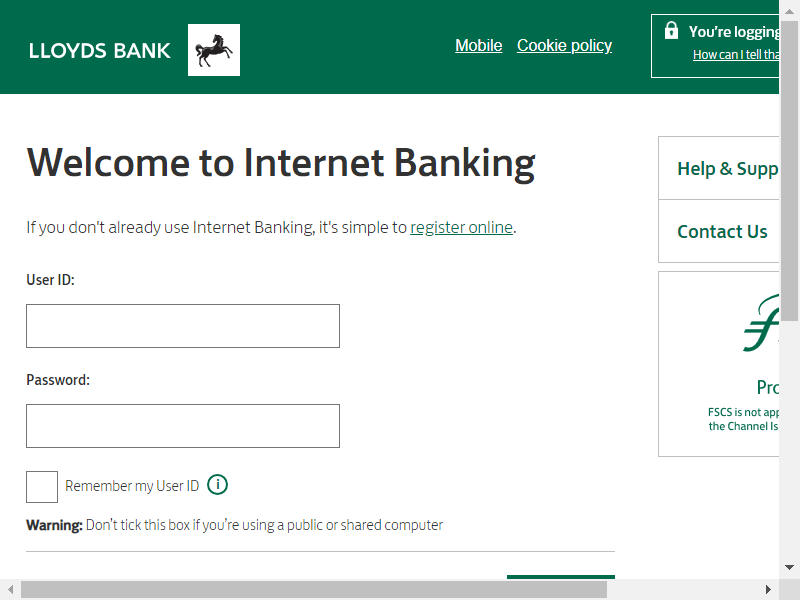 LLOYDS BANK
Mobile Cookie policy
You're logging
How can I tell tha
Welcome to Internet Banking
If you don't already use Internet Banking, it's simple to register online.
User ID:
Password:
Remember my User ID i
Warning: Don't tick this box if you're using a public or shared computer
Help & Supp
Contact Us
Pro
FSCS is not app
the Channel Is